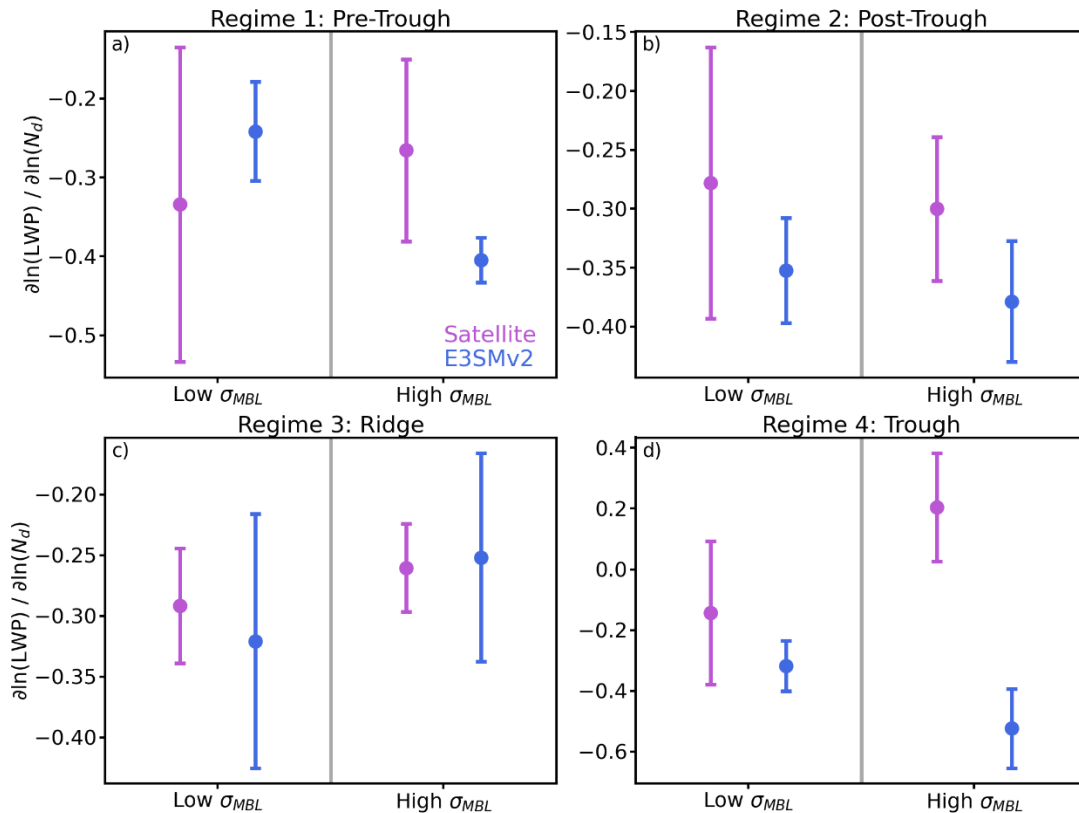 Regime 1: Pre-Trough
a)
−0.2
−0.3
−0.4
−0.5
∂ln(LWP) / ∂ln(N_d)
Satellite
E3SMv2
Low σ_MBL
High σ_MBL
Regime 2: Post-Trough
b)
−0.15
−0.20
−0.25
−0.30
−0.35
−0.40
Low σ_MBL
High σ_MBL
Regime 3: Ridge
c)
−0.20
−0.25
−0.30
−0.35
−0.40
∂ln(LWP) / ∂ln(N_d)
Low σ_MBL
High σ_MBL
Regime 4: Trough
d)
0.4
0.2
0.0
−0.2
−0.4
−0.6
Low σ_MBL
High σ_MBL